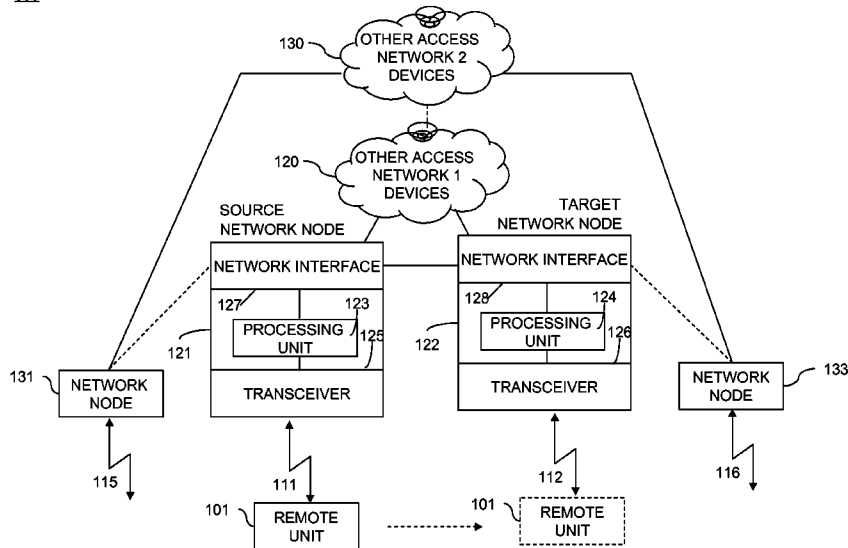 130
OTHER ACCESS
NETWORK 2
DEVICES
120
OTHER ACCESS
NETWORK 1
DEVICES
SOURCE
NETWORK NODE
TARGET
NETWORK NODE
NETWORK INTERFACE
NETWORK INTERFACE
127
123
128
124
PROCESSING
UNIT
PROCESSING
UNIT
121
125
122
126
131
NETWORK
NODE
TRANSCEIVER
TRANSCEIVER
NETWORK
NODE
133
115
111
112
116
101
REMOTE
UNIT
101
REMOTE
UNIT